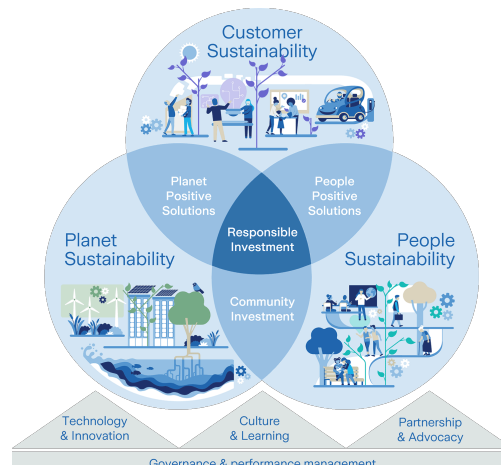 Customer
Sustainability
Planet
Positive
Solutions
People
Positive
Solutions
Responsible
Investment
Planet
Sustainability
People
Sustainability
Community
Investment
Technology
& Innovation
Culture
& Learning
Partnership
& Advocacy
Governance & performance management